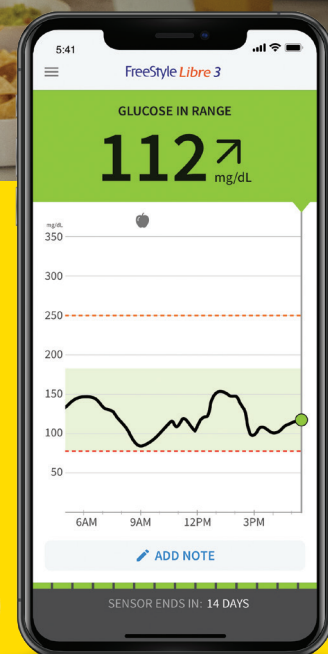 5:41
FreeStyle Libre 3
GLUCOSE IN RANGE
112
mg/dL
mg/dL
350
300
250
200
150
100
50
6AM 9AM 12PM 3PM
ADD NOTE
SENSOR ENDS IN: 14 DAYS